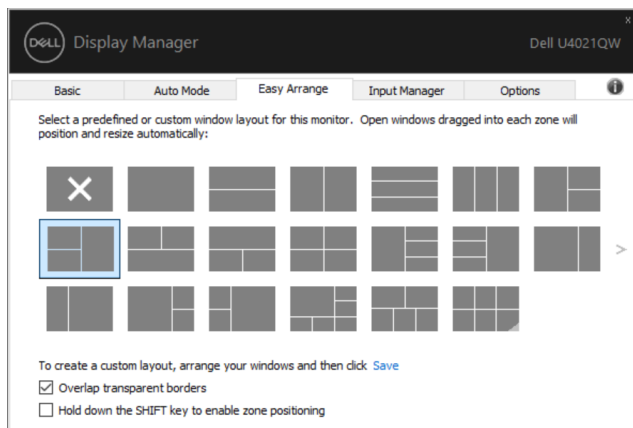 DELL Display Manager
x
Dell U4021QW
Basic Auto Mode Easy Arrange Input Manager Options
Select a predefined or custom window layout for this monitor. Open windows dragged into each zone will
position and resize automatically:
To create a custom layout, arrange your windows and then click Save
Overlap transparent borders
Hold down the SHIFT key to enable zone positioning